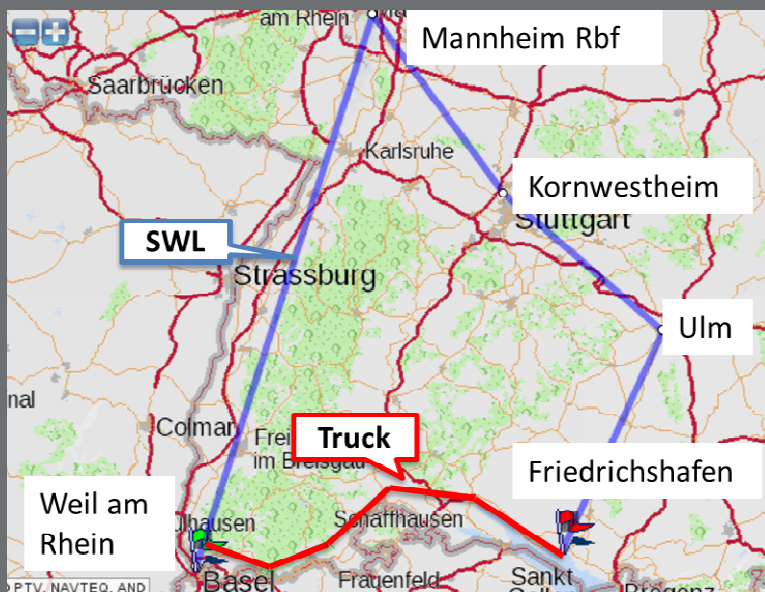 am Rhein
Mannheim Rbf
Saarbrücken
Karlsruhe
Kornwestheim
Stuttgart
SWL
Strassburg
Ulm
nal
Colmar
Truck
Frei
im Breisgau
Friedrichshafen
Weil am
Rhein
ülhausen
Schaffhausen
Basel
Frauenfeld
Sankt
Bregenz
PTV, NAVTEQ, AND